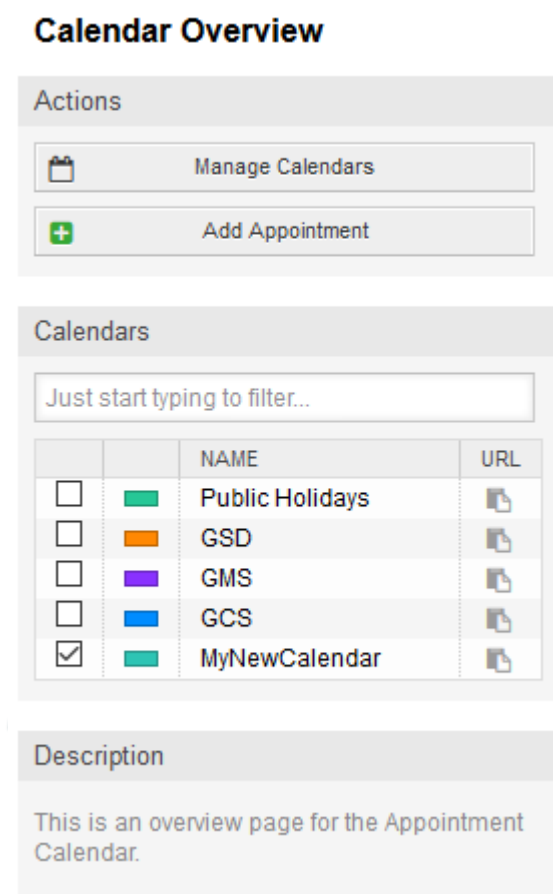 Calendar Overview
Actions
Manage Calendars
Add Appointment
Calendars
Just start typing to filter...
NAME URL
Public Holidays
GSD
GMS
GCS
MyNewCalendar
Description
This is an overview page for the Appointment
Calendar.